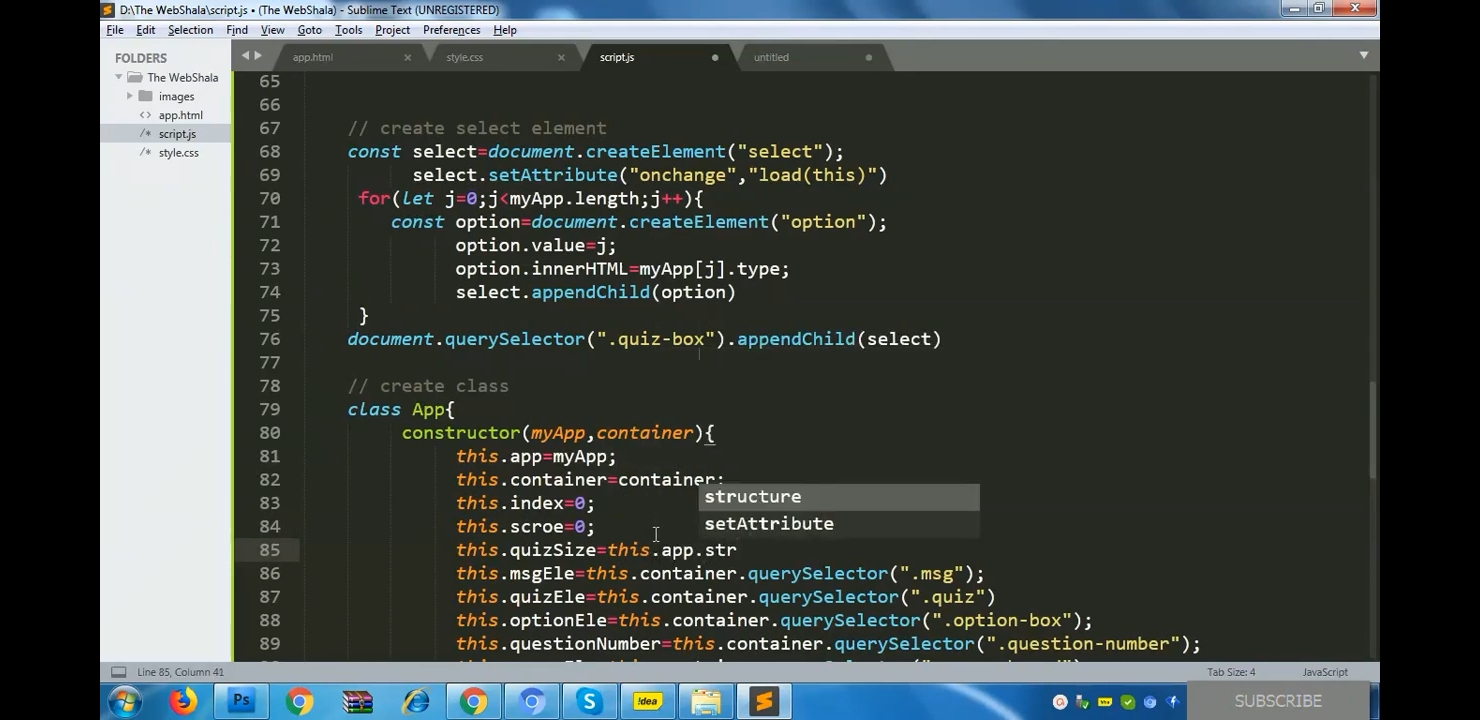 D:\The WebShala\script.js • (The WebShala) - Sublime Text (UNREGISTERED)
File Edit Selection Find View Goto Tools Project Preferences Help
FOLDERS
The WebShala
images
app.html
script.js
style.css
app.html
style.css
script.js
untitled
65
66
67 // create select element
68 const select=document.createElement("select");
69 select.setAttribute("onchange","load(this)")
70 for(let j=0;j<myApp.length;j++){
71 const option=document.createElement("option");
72 option.value=j;
73 option.innerHTML=myApp[j].type;
74 select.appendChild(option)
75 }
76 document.querySelector(".quiz-box").appendChild(select)
77
78 // create class
79 class App{
80 constructor(myApp,container){
81 this.app=myApp;
82 this.container=container;
83 this.index=0;
84 this.scroe=0;
85 this.quizSize=this.app.str
86 this.msgEle=this.container.querySelector(".msg");
87 this.quizEle=this.container.querySelector(".quiz")
88 this.optionEle=this.container.querySelector(".option-box");
89 this.questionNumber=this.container.querySelector(".question-number");
structure
setAttribute
Line 85, Column 41
Tab Size: 4
JavaScript
Ps
!dea
SUBSCRIBE